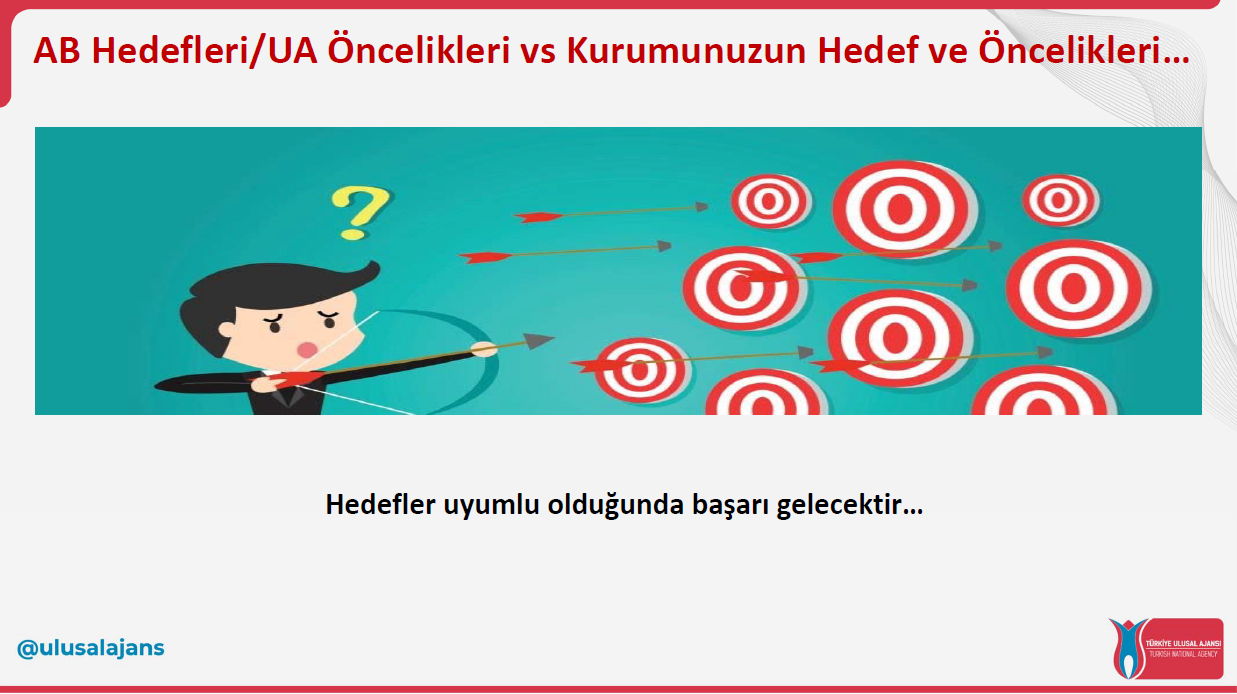 AB Hedefleri/UA Öncelikleri vs Kurumunuzun Hedef ve Öncelikleri...
?
Hedefler uyumlu olduğunda başarı gelecektir...
@ulusalajans
TÜRKİYE ULUSAL AJANSI
TURKISH NATIONAL AGENCY